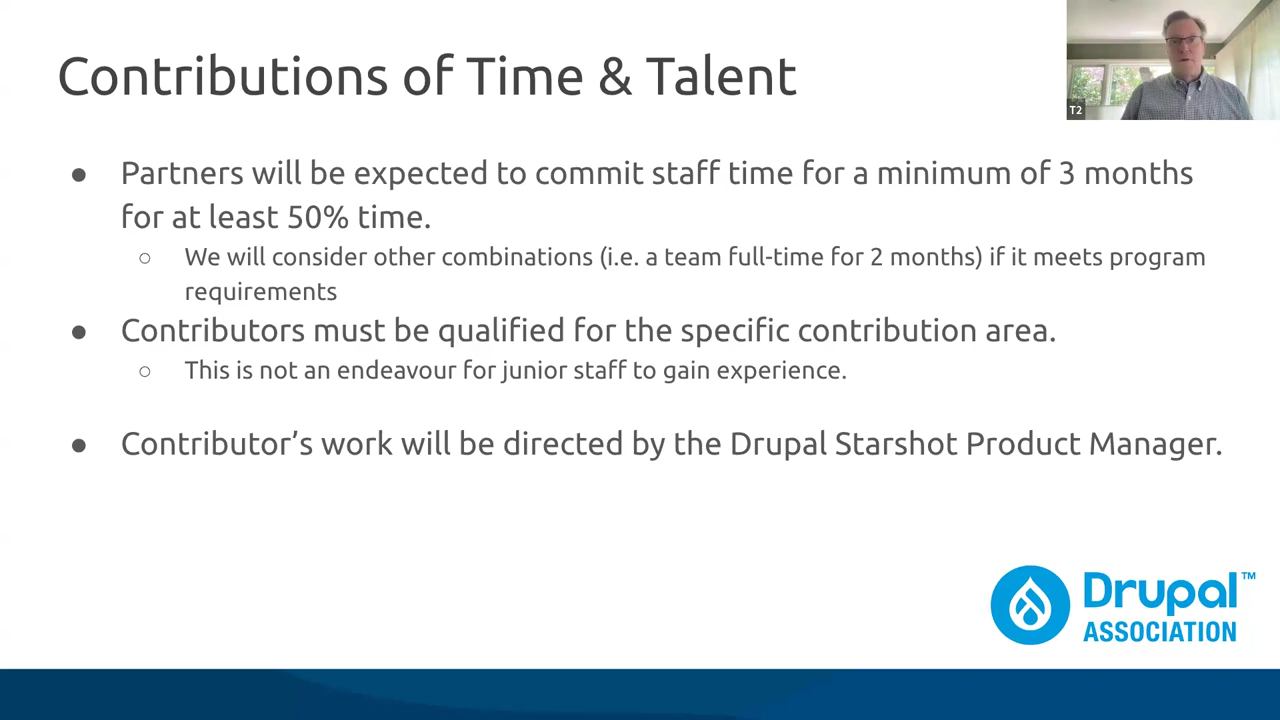 Contributions of Time & Talent
T2
● Partners will be expected to commit staff time for a minimum of 3 months
for at least 50% time.
○ We will consider other combinations (i.e. a team full-time for 2 months) if it meets program
requirements
● Contributors must be qualified for the specific contribution area.
○ This is not an endeavour for junior staff to gain experience.
● Contributor’s work will be directed by the Drupal Starshot Product Manager.
Drupal™
ASSOCIATION